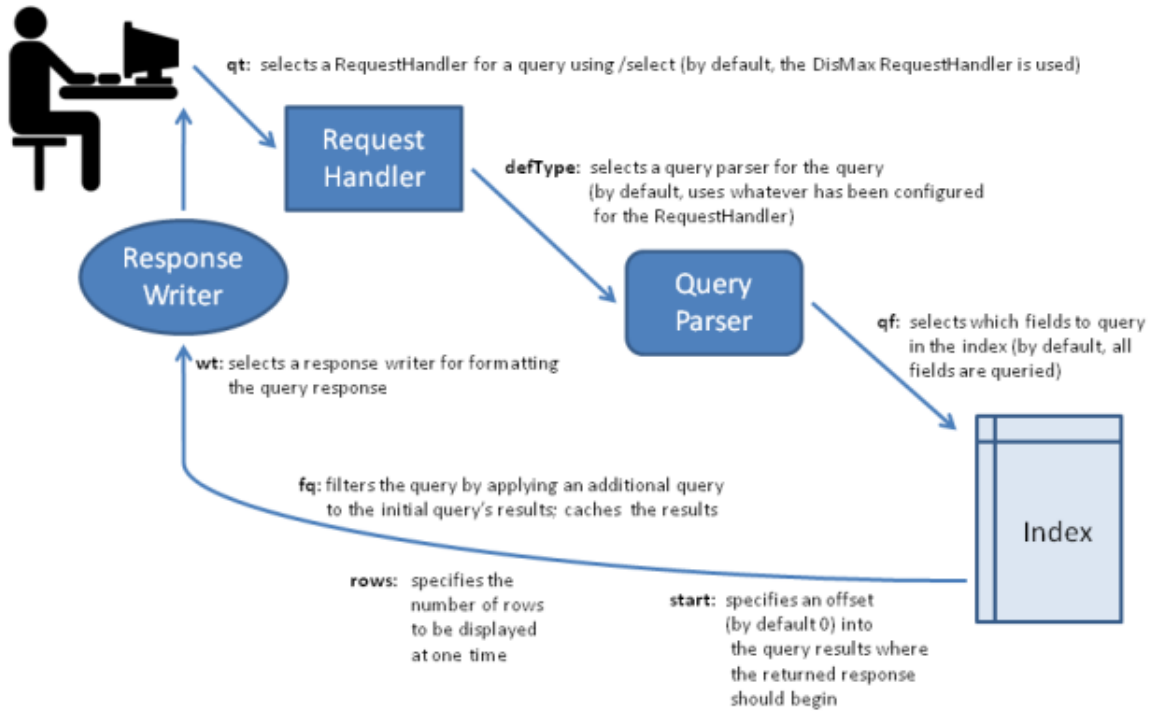 qt: selects a RequestHandler for a query using /select (by default, the DisMax RequestHandler is used)
Request
Handler
defType: selects a query parser for the query
(by default, uses whatever has been configured
for the RequestHandler)
Response
Writer
Query
Parser
qf: selects which fields to query
in the index (by default, all
fields are queried)
wt: selects a response writer for formatting
the query response
fq: filters the query by applying an additional query
to the initial query's results; caches the results
Index
rows: specifies the
number of rows
to be displayed
at one time
start: specifies an offset
(by default 0) into
the query results where
the returned response
should begin